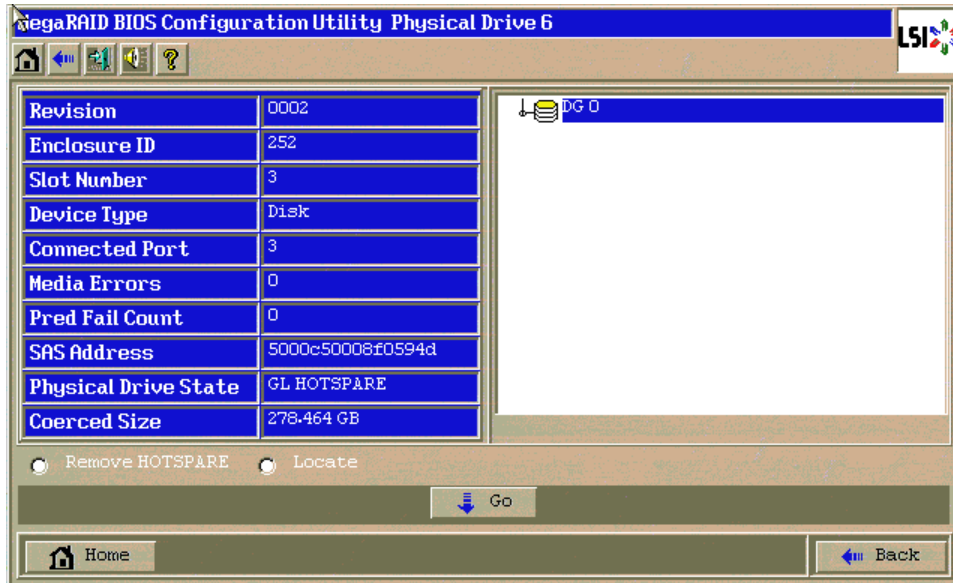 MegaRAID BIOS Configuration Utility Physical Drive 6
LSI
?
Revision 0002
Enclosure ID 252
Slot Number 3
Device Type Disk
Connected Port 3
Media Errors 0
Pred Fail Count 0
SAS Address 5000c50008f0594d
Physical Drive State GL HOTSPARE
Coerced Size 278.464 GB
DG 0
Remove HOTSPARE Locate
Go
Home Back